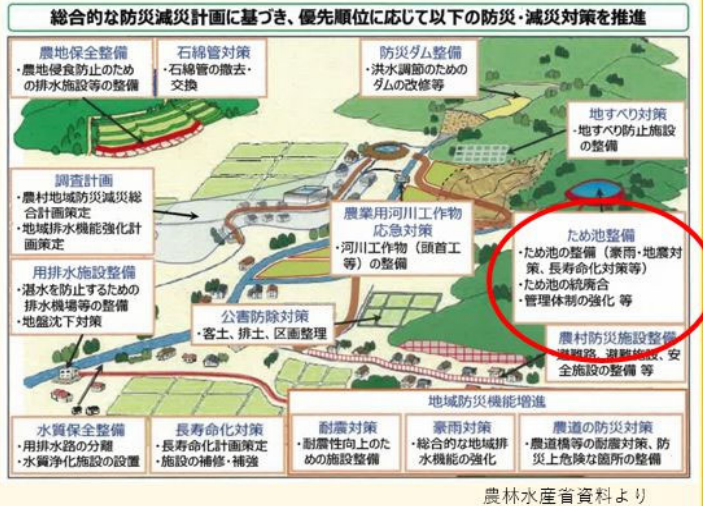 総合的な防災減災計画に基づき、優先順位に応じて以下の防災・減災対策を推進
農地保全整備
・農地侵食防止のため
の排水施設等の整備
石綿管対策
・石綿管の撤去・
交換
防災ダム整備
・洪水調節のための
ダムの改修等
地すべり対策
・地すべり防止施設
の整備
調査計画
・農村地域防災減災総
合計画策定
・地域排水機能強化計
画策定
農業用河川工作物
応急対策
・河川工作物（頭首工
等）の整備
ため池整備
・ため池の整備（豪雨・地震対
策、長寿命化対策等）
・ため池の統廃合
・管理体制の強化 等
用排水施設整備
・湛水を防止するための
排水機場等の整備
・地盤沈下対策
公害防除対策
・客土、排土、区画整理
農村防災施設整備
・避難路、避難施設、安
全施設の整備 等
水質保全整備
・用排水路の分離
・水質浄化施設の設置
長寿命化対策
・長寿命化計画策定
・施設の補修・補強
地域防災機能増進
耐震対策
・耐震性向上のた
めの施設整備
豪雨対策
・総合的な地域排
水機能の強化
農道の防災対策
・農道橋等の耐震対策、防
災上危険な箇所の整備
農林水産省資料より